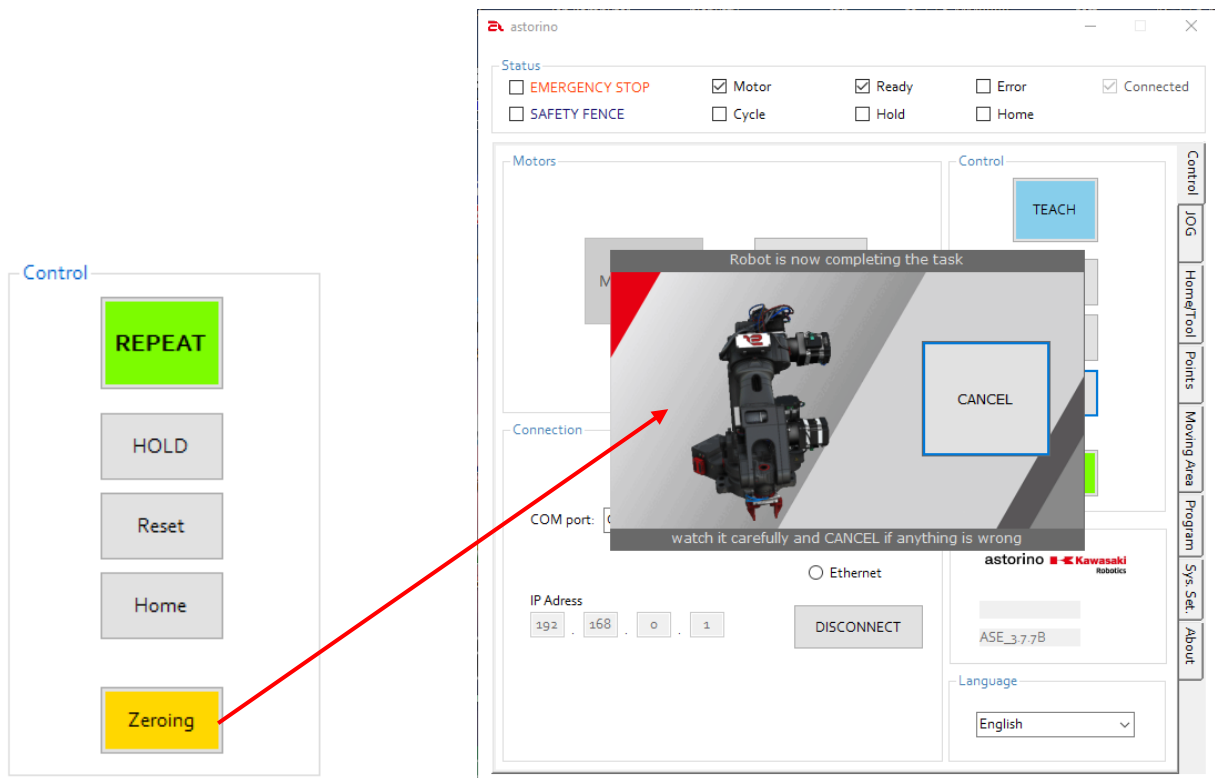 Control
REPEAT
HOLD
Reset
Home
Zeroing
astorino
Status
EMERGENCY STOP
Motor
Ready
Error
Connected
SAFETY FENCE
Cycle
Hold
Home
Motors
M
Control
TEACH
Robot is now completing the task
CANCEL
watch it carefully and CANCEL if anything is wrong
Connection
COM port:
Ethernet
IP Adress
192 . 168 . 0 . 1
DISCONNECT
astorino Kawasaki
Robotics
ASE_3.7.7B
Language
English
Control
JOG
Home/Tool
Points
Moving Area
Program
Sys. Set.
About